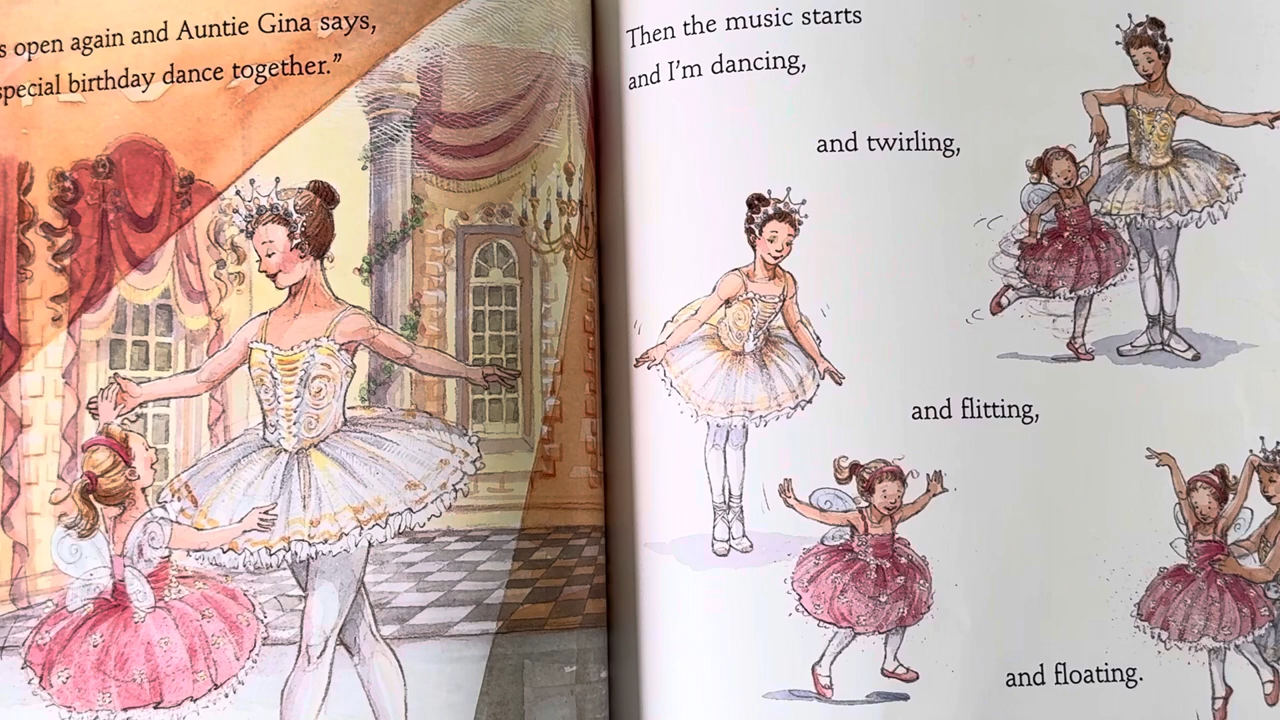 open again and Auntie Gina says,
special birthday dance together.”
Then the music starts
and I’m dancing,
and twirling,
and flitting,
and floating.